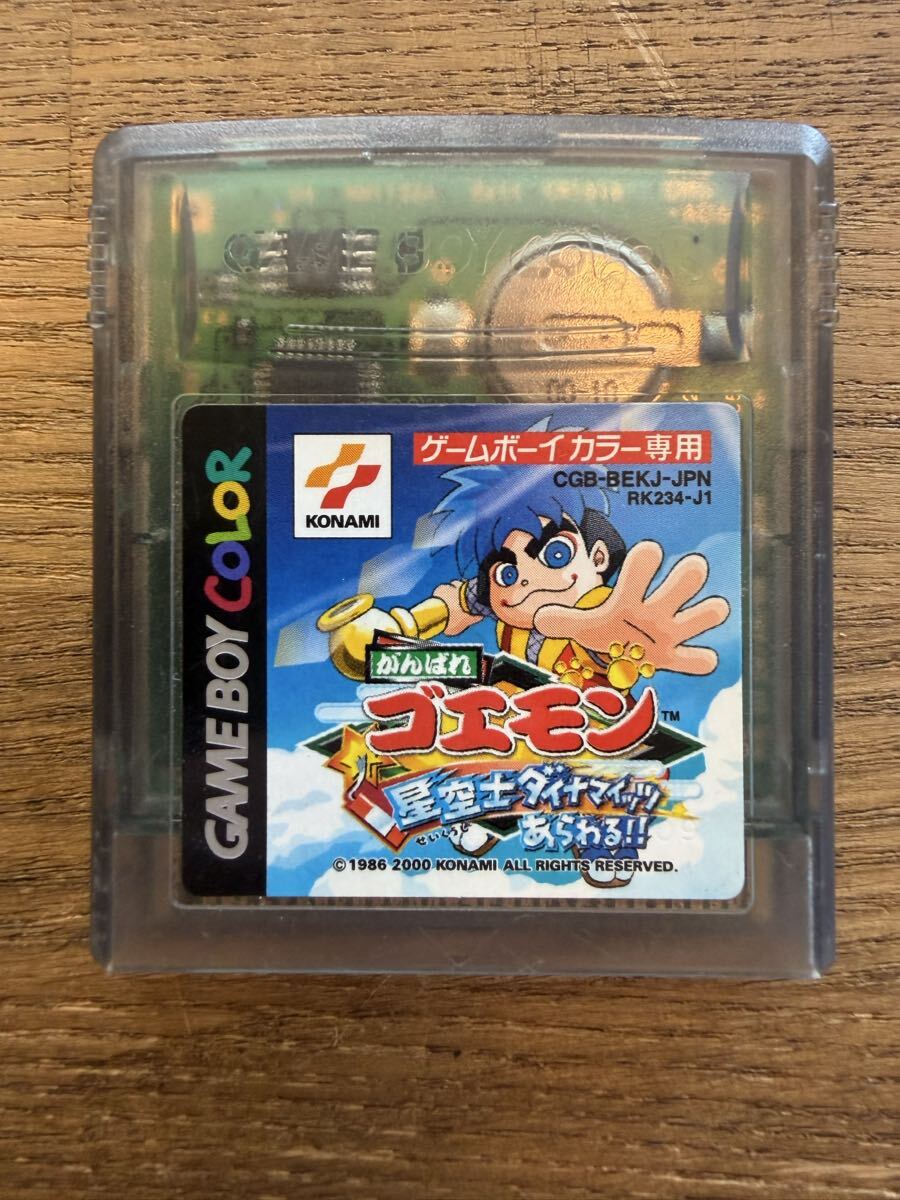 ゲームボーイカラー専用
CGB-BEKJ-JPN
RK234-J1
KONAMI
GAME BOY COLOR
がんばれ
ゴエモン™
星空士ダイナマイッツ
せいくうし
あらわる!!
©1986 2000 KONAMI ALL RIGHTS RESERVED.